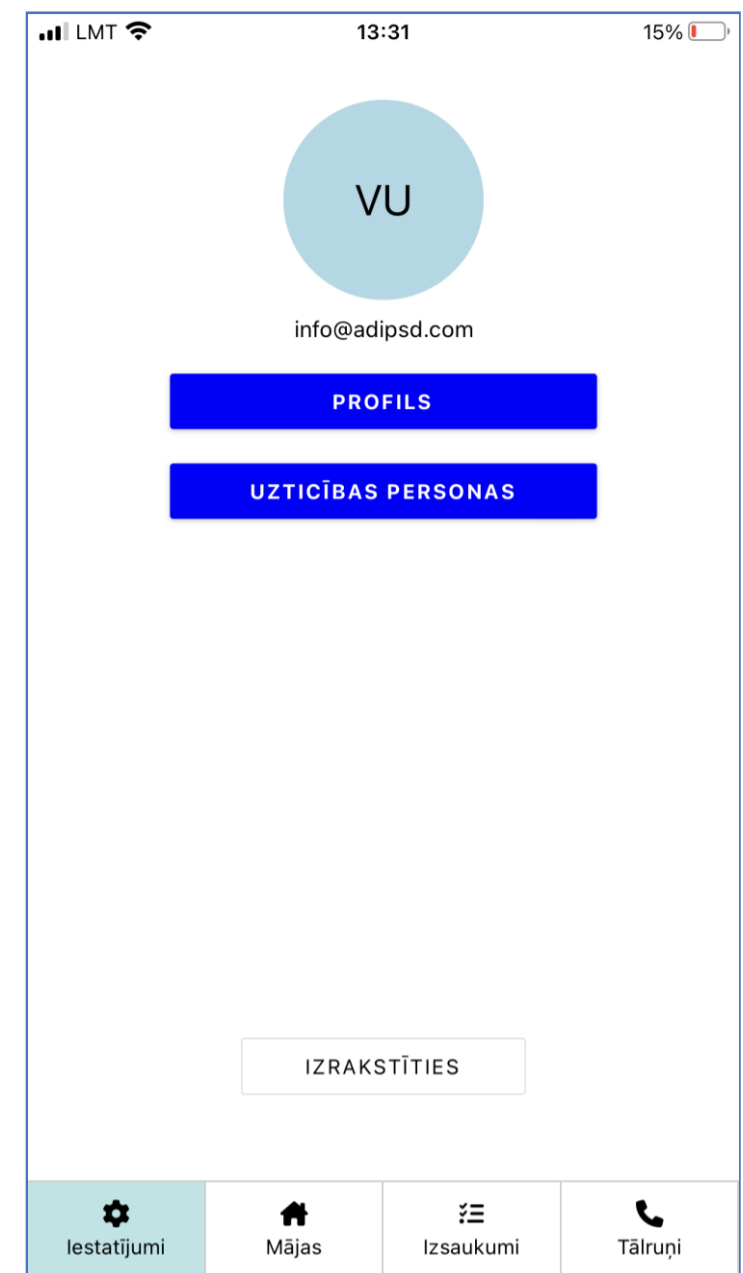 LMT 13:31 15%
VU
info@adipsd.com
PROFILS
UZTICĪBAS PERSONAS
IZRAKSTĪTIES
Iestatījumi Mājas Izsaukumi Tālruņi